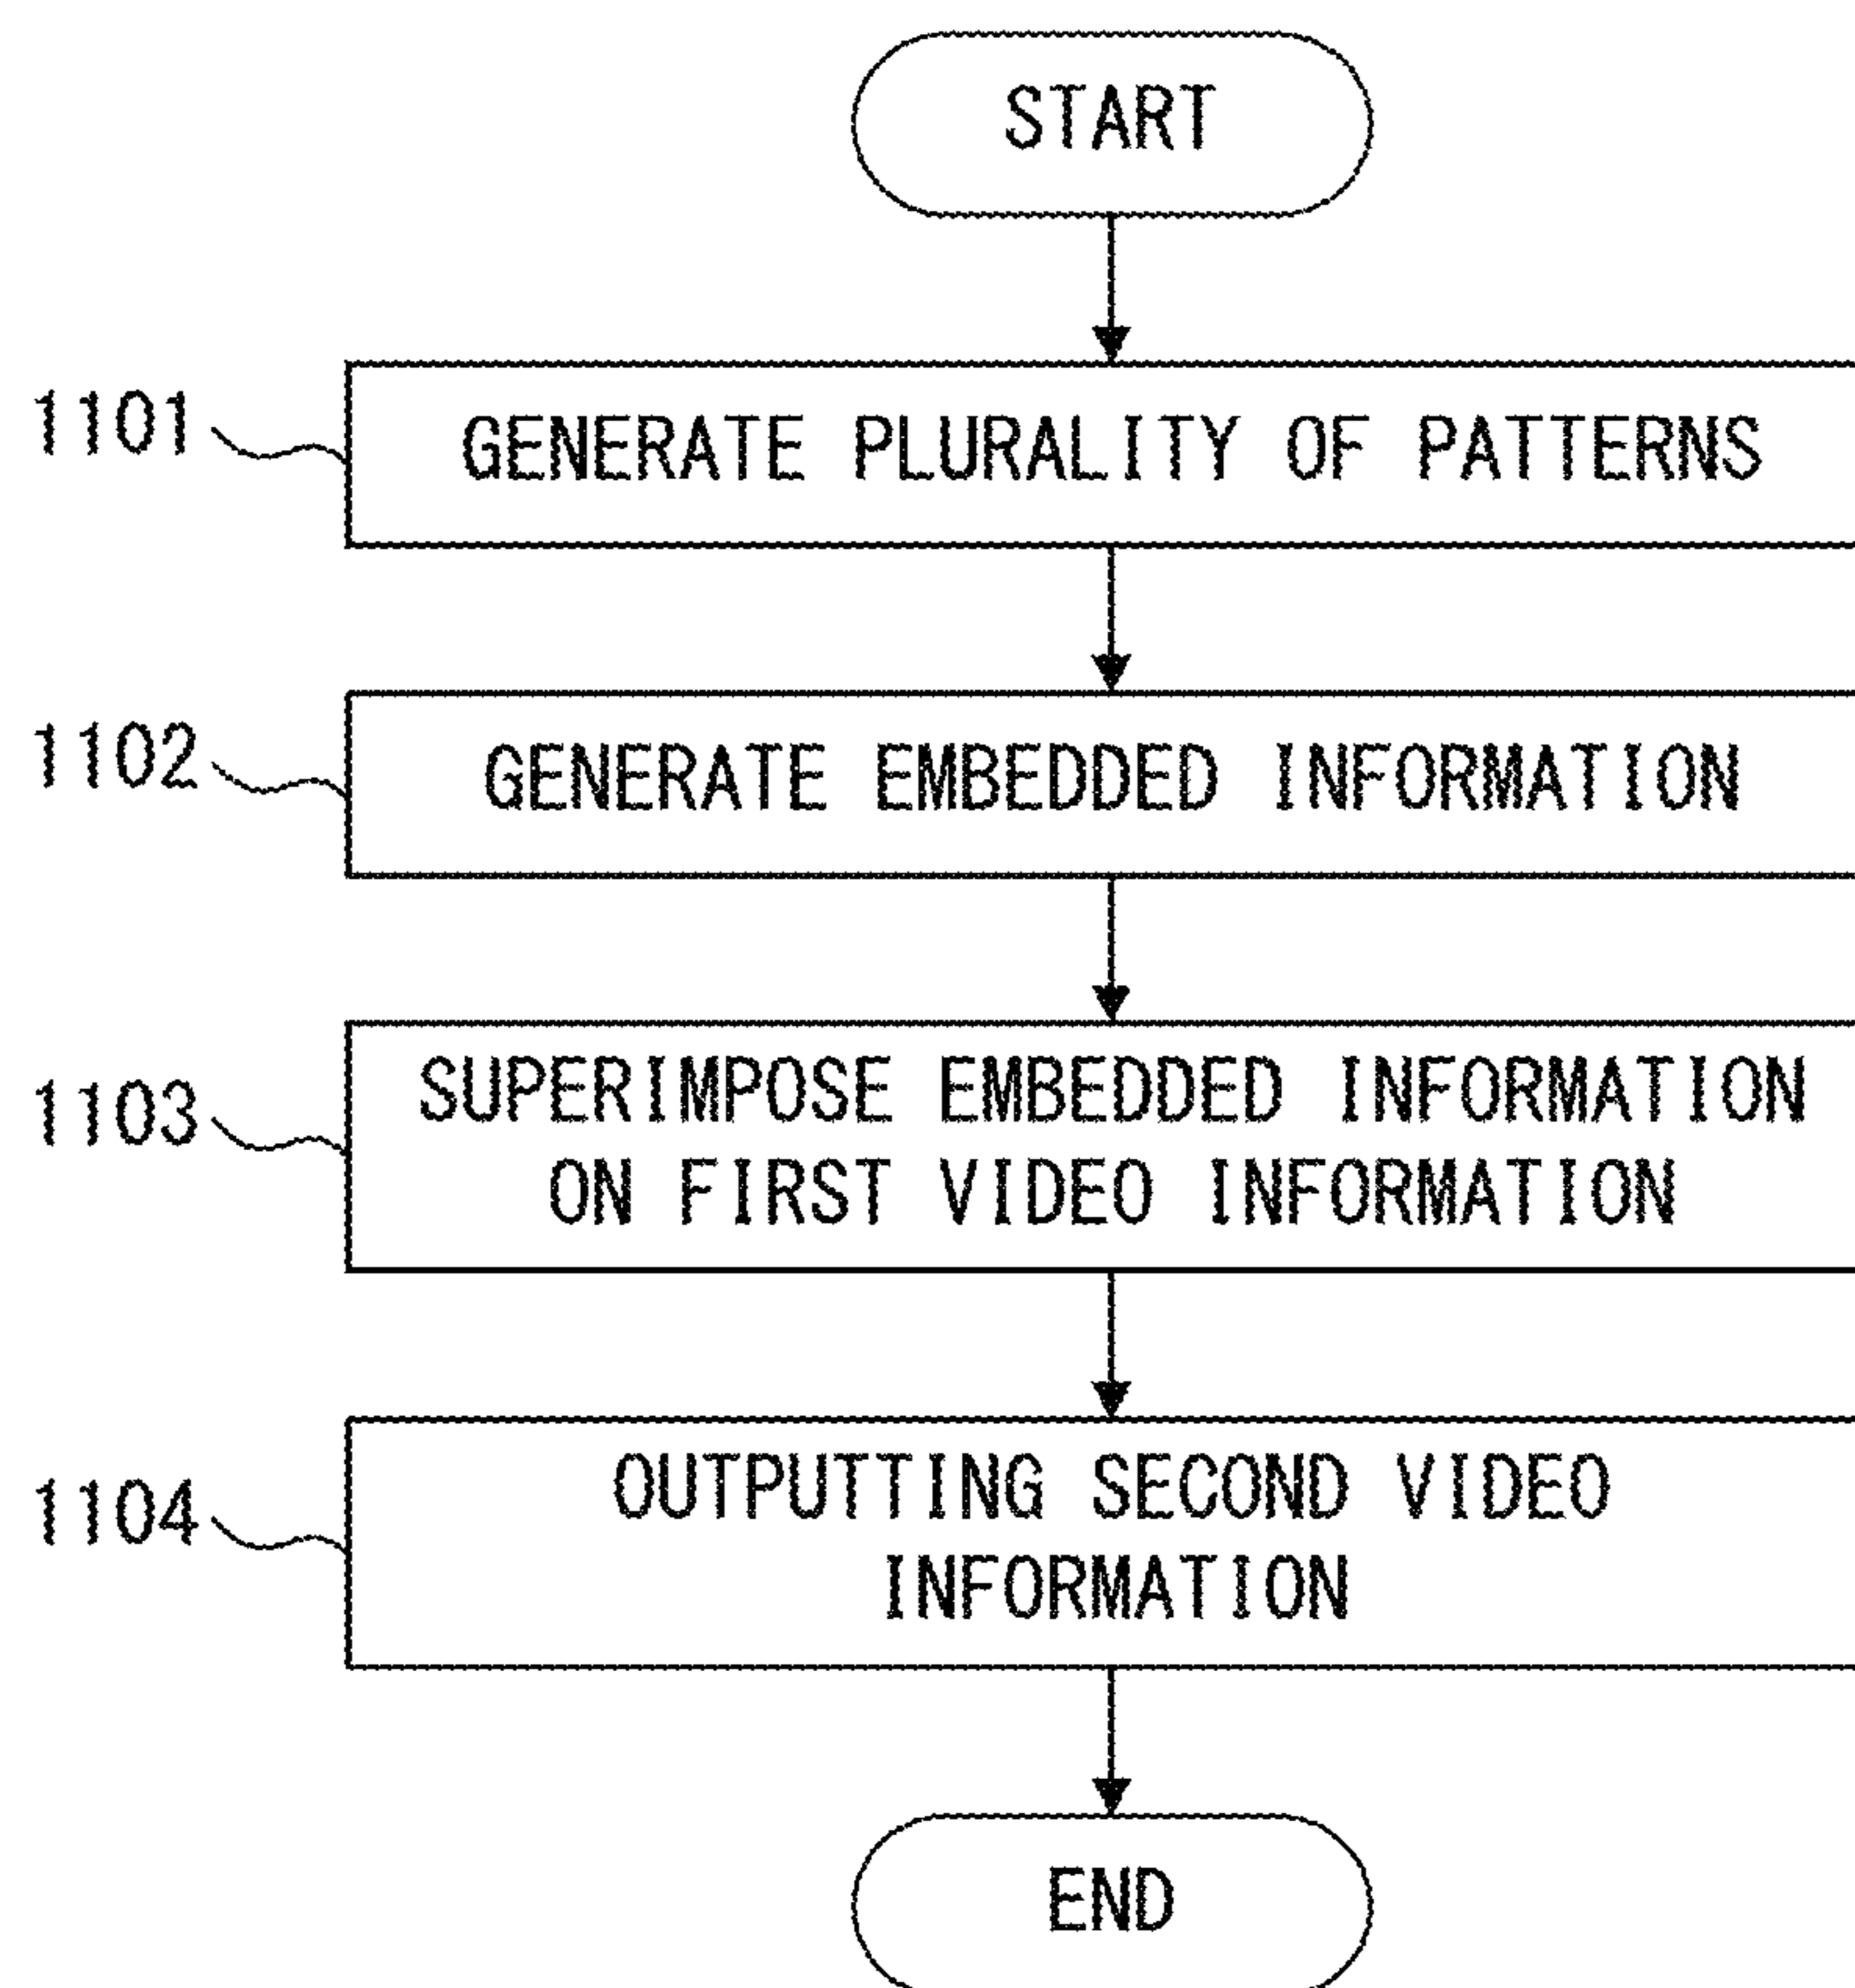 START
1101
GENERATE PLURALITY OF PATTERNS
1102
GENERATE EMBEDDED INFORMATION
1103
SUPERIMPOSE EMBEDDED INFORMATION
ON FIRST VIDEO INFORMATION
1104
OUTPUTTING SECOND VIDEO
INFORMATION
END